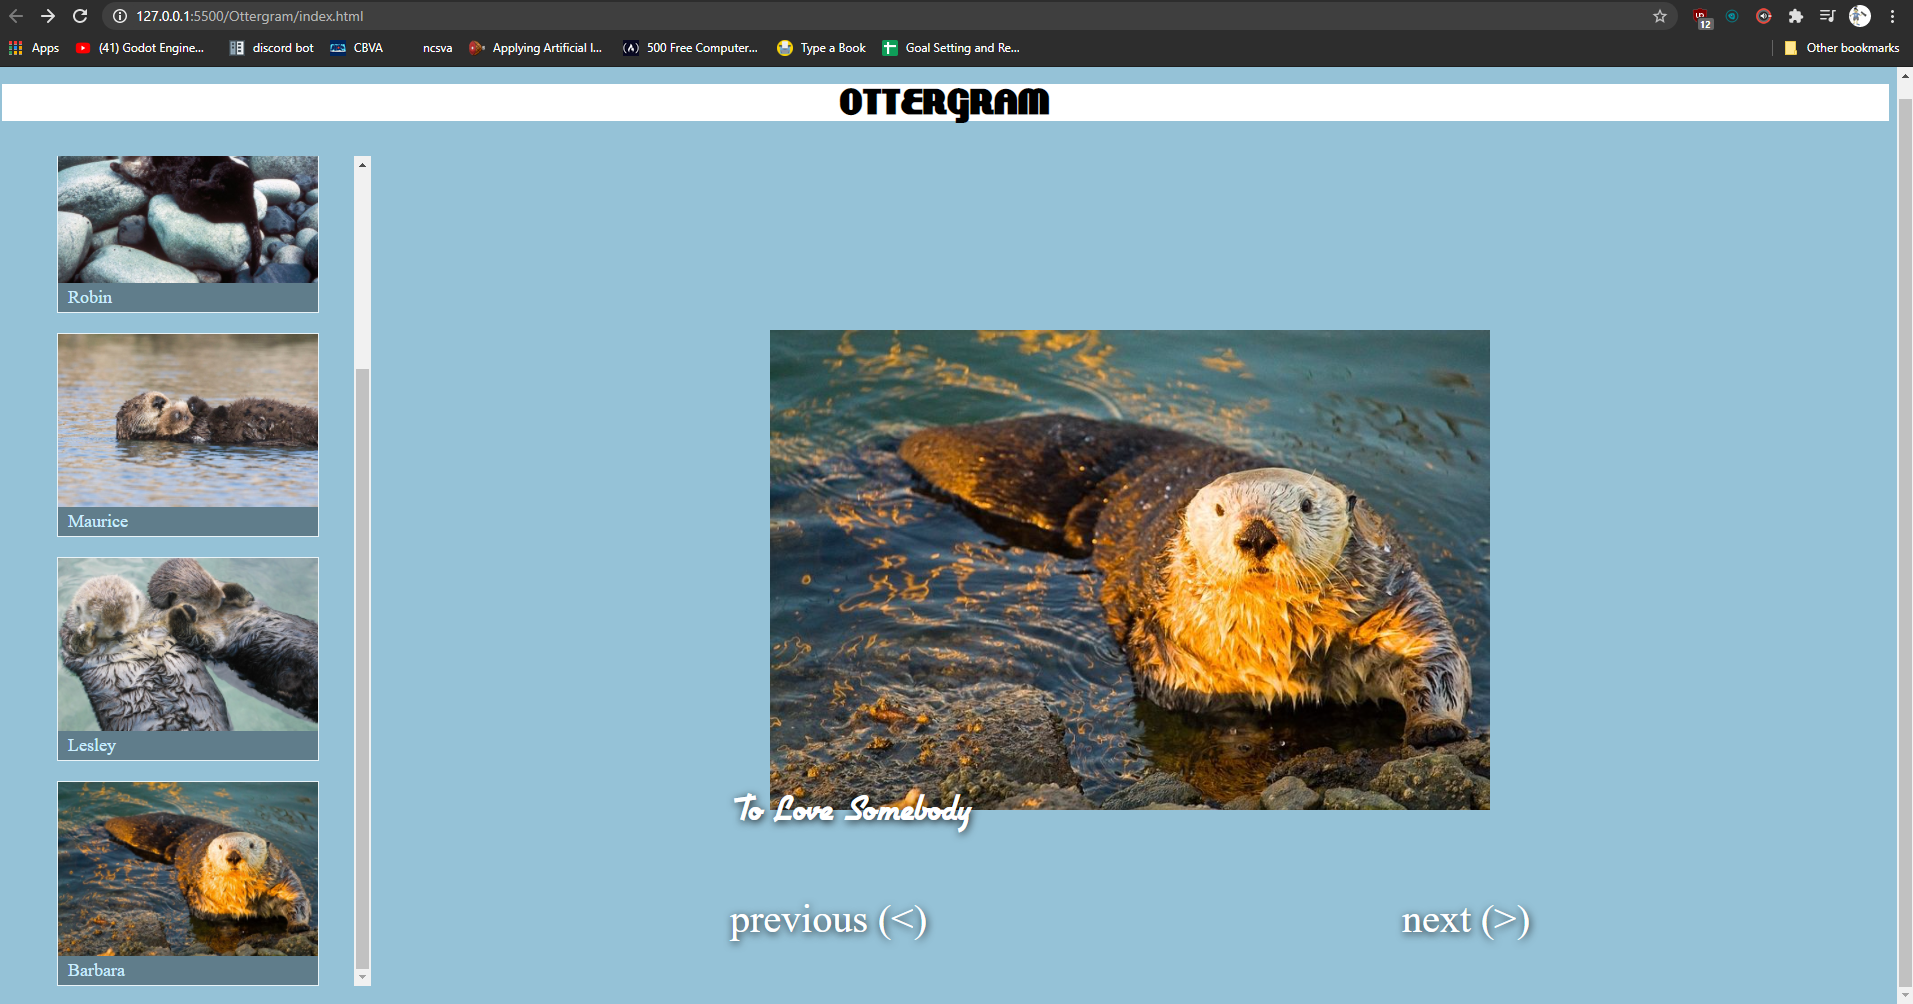 127.0.0.1:5500/Ottergram/index.html
12
Apps
(41) Godot Engine...
discord bot
CBVA
ncsva
Applying Artificial I...
500 Free Computer...
Type a Book
Goal Setting and Re...
Other bookmarks
OTTERGRAM
Robin
Maurice
Lesley
Barbara
To Love Somebody
previous (<)
next (>)